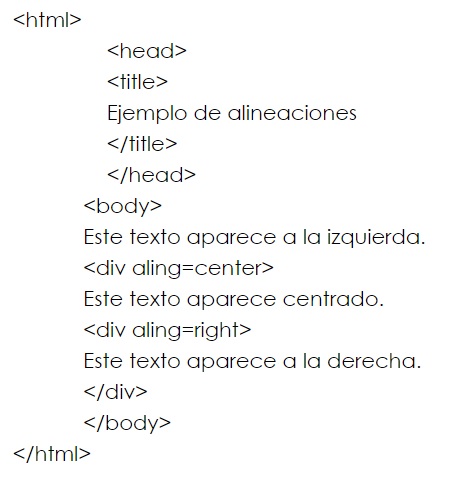 <html>
<head>
<title>
Ejemplo de alineaciones
</title>
</head>
<body>
Este texto aparece a la izquierda.
<div aling=center>
Este texto aparece centrado.
<div aling=right>
Este texto aparece a la derecha.
</div>
</body>
</html>